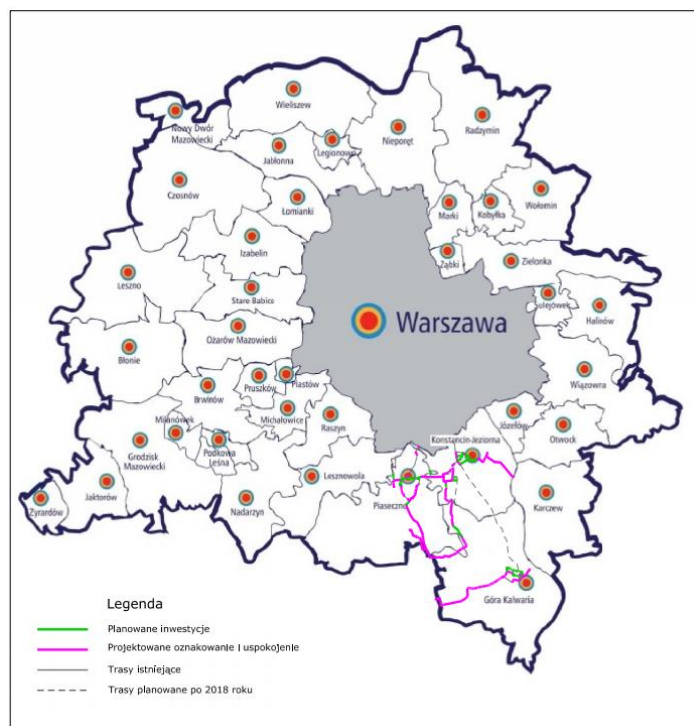 Wieliszew
Nowy Dwór
Mazowiecki
Radzymin
Legionowo
Nieporęt
Jabłonna
Czosnów
Wołomin
Łomianki
Marki
Kobyłka
Izabelin
Ząbki
Zielonka
Leszno
Stare Babice
Sulejówek
Halinów
Warszawa
Ożarów Mazowiecki
Błonie
Wiązowna
Pruszków
Piastów
Brwinów
Michałowice
Raszyn
Józefów
Milanówek
Otwock
Konstancin-Jeziorna
Grodzisk
Mazowiecki
Podkowa
Leśna
Lesznowola
Jaktorów
Żyrardów
Nadarzyn
Piaseczno
Karczew
Góra Kalwaria
Legenda
Planowane inwestycje
Projektowane oznakowanie i uspokojenie
Trasy istniejące
Trasy planowane po 2018 roku